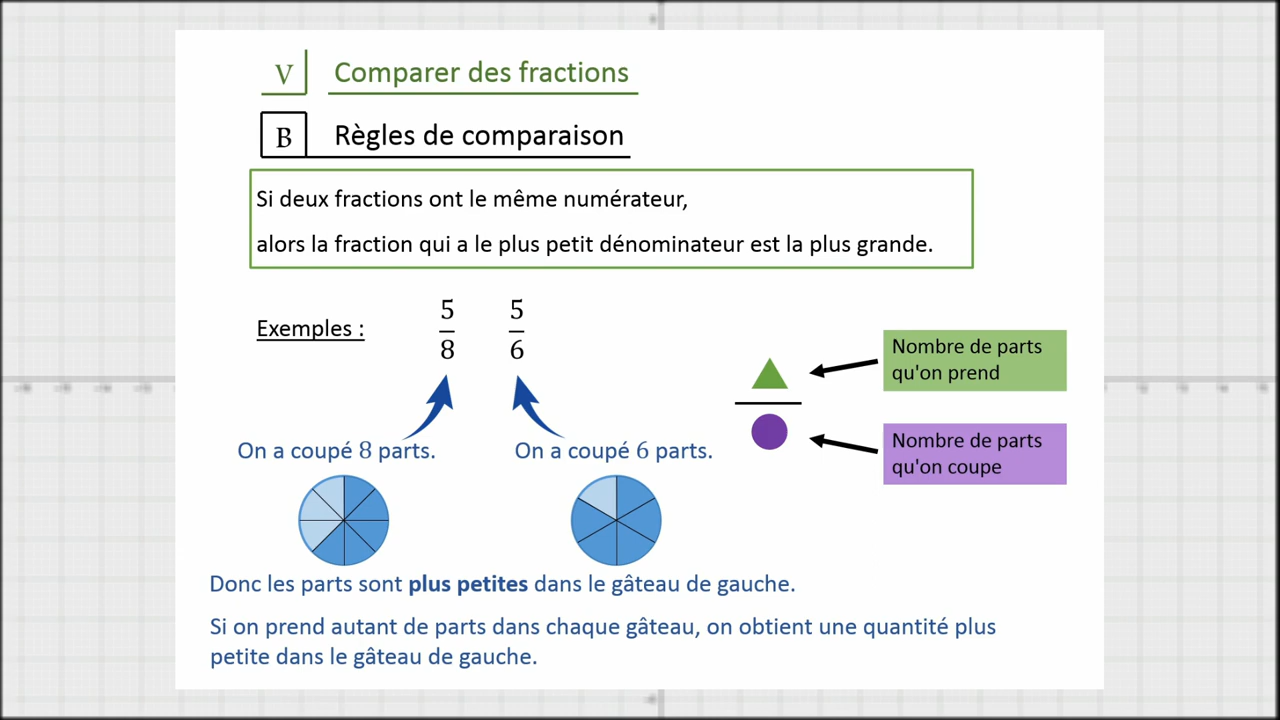 V Comparer des fractions
B Règles de comparaison
Si deux fractions ont le même numérateur,
alors la fraction qui a le plus petit dénominateur est la plus grande.
Exemples :
5/8 5/6
Nombre de parts
qu'on prend
Nombre de parts
qu'on coupe
On a coupé 8 parts.
On a coupé 6 parts.
Donc les parts sont plus petites dans le gâteau de gauche.
Si on prend autant de parts dans chaque gâteau, on obtient une quantité plus
petite dans le gâteau de gauche.